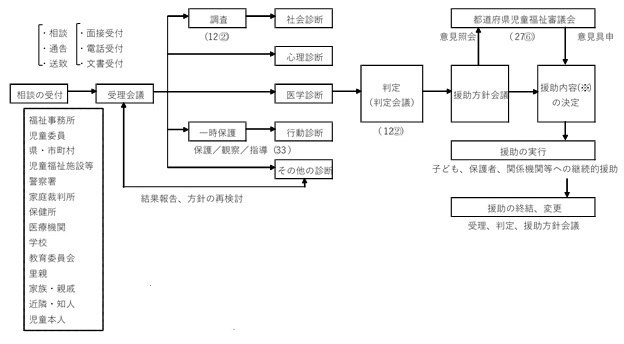 ・相談
・通告
・送致
・面接受付
・電話受付
・文書受付
相談の受付
受理会議
福祉事務所
児童委員
県・市町村
児童福祉施設等
警察署
家庭裁判所
保健所
医療機関
学校
教育委員会
里親
家族・親戚
近隣・知人
児童本人
調査
(12②)
社会診断
心理診断
医学診断
一時保護
保護／観察／指導 (33)
行動診断
その他の診断
結果報告、方針の再検討
判定
(判定会議)
(12②)
援助方針会議
都道府県児童福祉審議会
意見照会
(27⑥)
意見具申
援助内容(※)
の決定
援助の実行
子ども、保護者、関係機関等への継続的援助
援助の終結、変更
受理、判定、援助方針会議